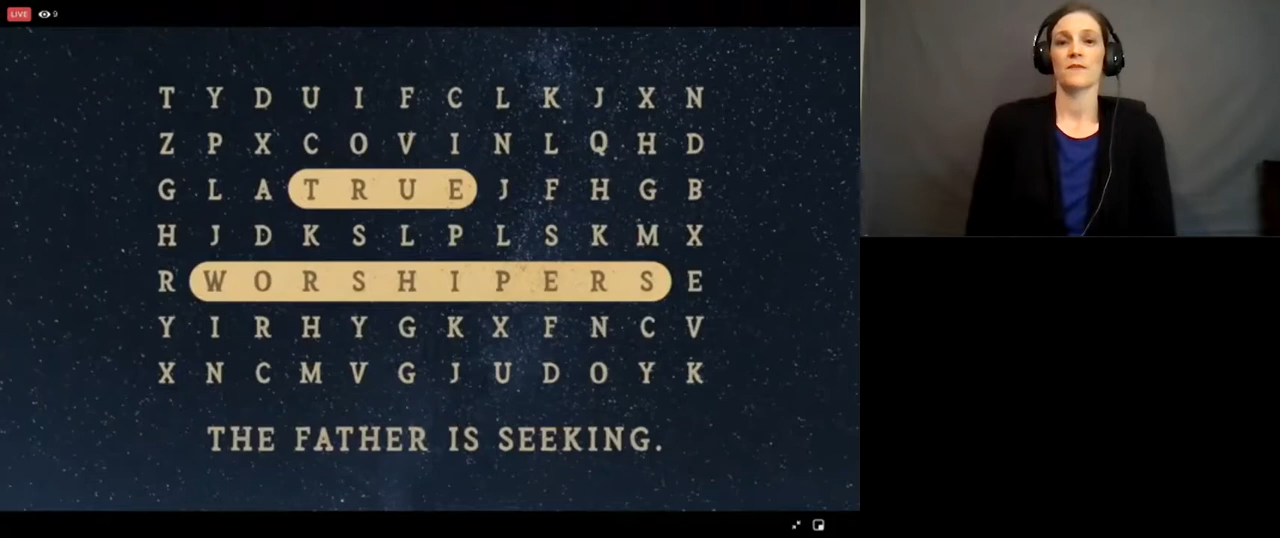 LIVE 9
T Y D U I F C L K J X N
Z P X C O V I N L Q H D
G L A T R U E J F H G B
H J D K S L P L S K M X
R W O R S H I P E R S E
Y I R H Y G K X F N C V
X N C M V G J U D O Y K
THE FATHER IS SEEKING.